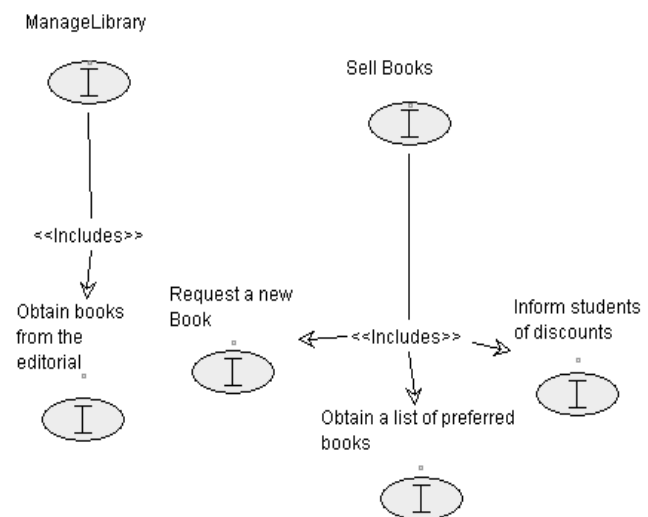 ManageLibrary
Sell Books
<<Includes>>
Obtain books
from the
editorial
Request a new
Book
<<Includes>>
Inform students
of discounts
Obtain a list of preferred
books